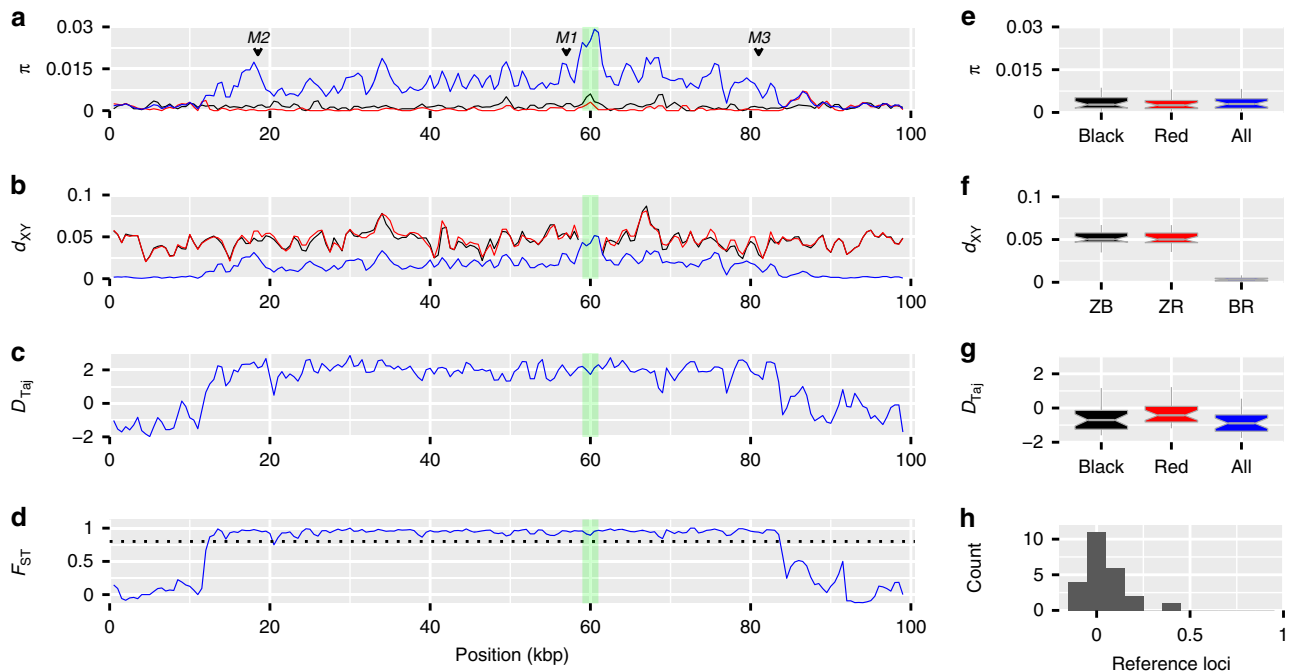 a
0.03
0.015
0
π
M2
M1
M3
0 20 40 60 80 100
b
0.1
0.05
0
dXY
0 20 40 60 80 100
c
2
0
−2
DTaj
0 20 40 60 80 100
d
1
0.5
0
FST
0 20 40 60 80 100
Position (kbp)
e
0.03
0.015
0
π
Black Red All
f
0.1
0.05
0
dXY
ZB ZR BR
g
2
0
−2
DTaj
Black Red All
h
10
5
0
Count
0 0.5 1
Reference loci